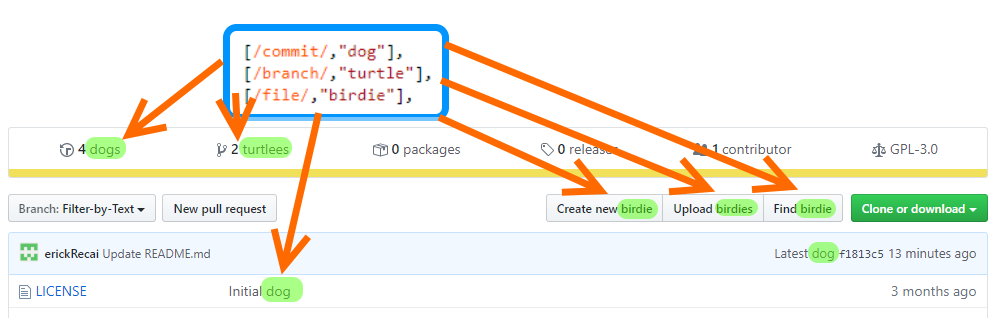 [/commit/,"dog"],
[/branch/,"turtle"],
[/file/,"birdie"],
4 dogs 2 turtlees 0 packages 0 releases 1 contributor GPL-3.0
Branch: Filter-by-Text New pull request Create new birdie Upload birdies Find birdie Clone or download
erickRecai Update README.md Latest dog f1813c5 13 minutes ago
LICENSE Initial dog 3 months ago